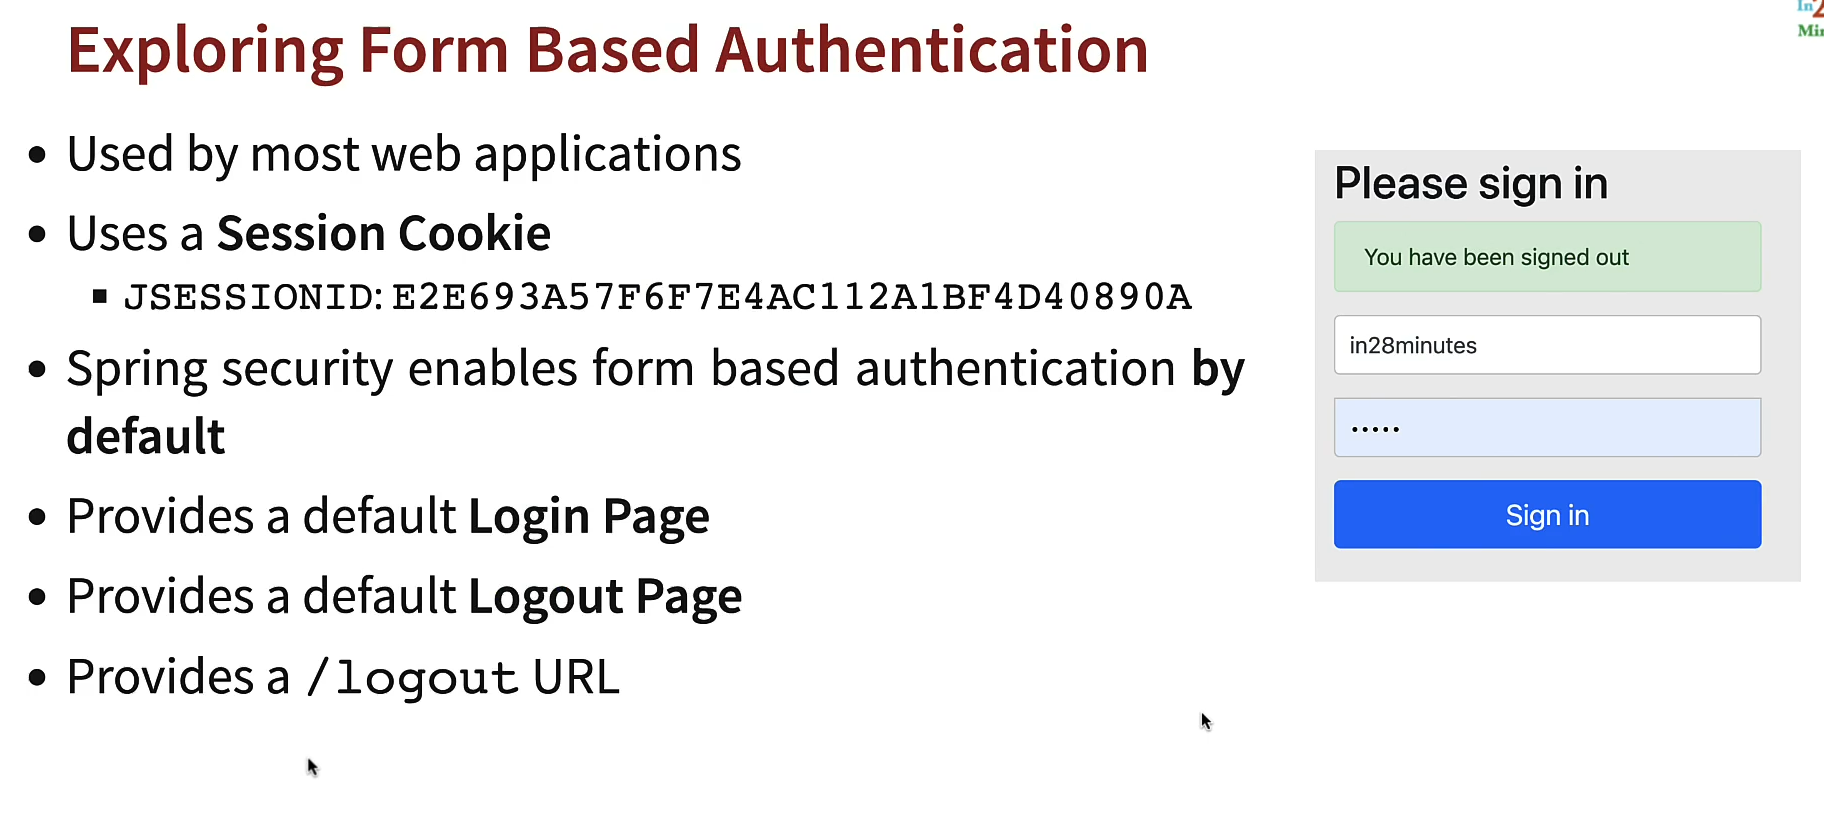 Exploring Form Based Authentication
Used by most web applications
Uses a Session Cookie
JSESSIONID: E2E693A57F6F7E4AC112A1BF4D40890A
Spring security enables form based authentication by
default
Provides a default Login Page
Provides a default Logout Page
Provides a /logout URL
Please sign in
You have been signed out
in28minutes
Sign in